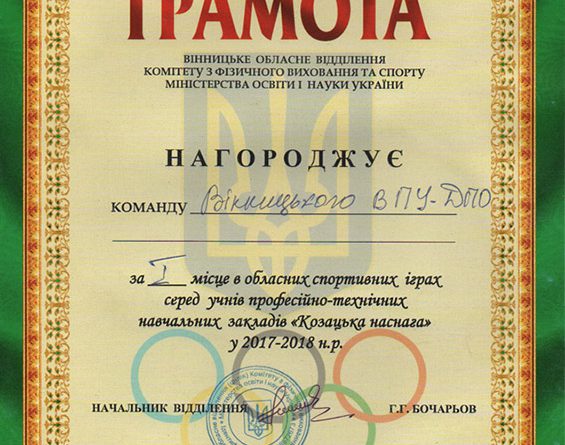 ГРАМОТА
ВІННИЦЬКЕ ОБЛАСНЕ ВІДДІЛЕННЯ
КОМІТЕТУ З ФІЗИЧНОГО ВИХОВАННЯ ТА СПОРТУ
МІНІСТЕРСТВА ОСВІТИ І НАУКИ УКРАЇНИ
НАГОРОДЖУЄ
КОМАНДУ Вінницького ВПУ-ДПО
за I місце в обласних спортивних іграх
серед учнів професійно-технічних
навчальних закладів «Козацька наснага»
у 2017-2018 н.р.
НАЧАЛЬНИК ВІДДІЛЕННЯ Г.Г. БОЧАРЬОВ